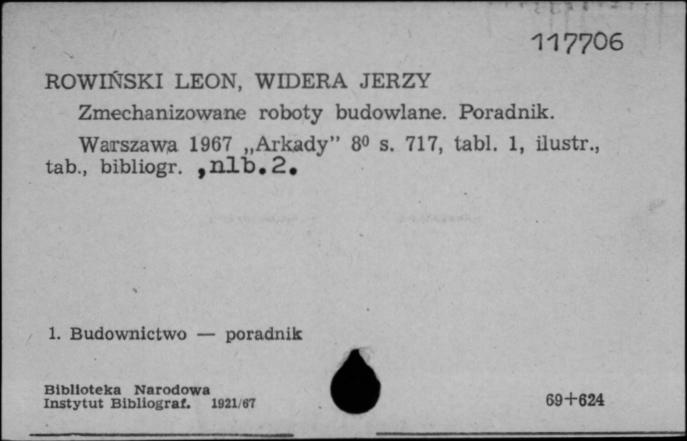 117706
ROWIŃSKI LEON, WIDERA JERZY
Zmechanizowane roboty budowlane. Poradnik.
Warszawa 1967 „Arkady” 8⁰ s. 717, tabl. 1, ilustr.,
tab., bibliogr. ,nlb.2.
1. Budownictwo — poradnik
Biblioteka Narodowa
Instytut Bibliograf. 1921/67
69+624